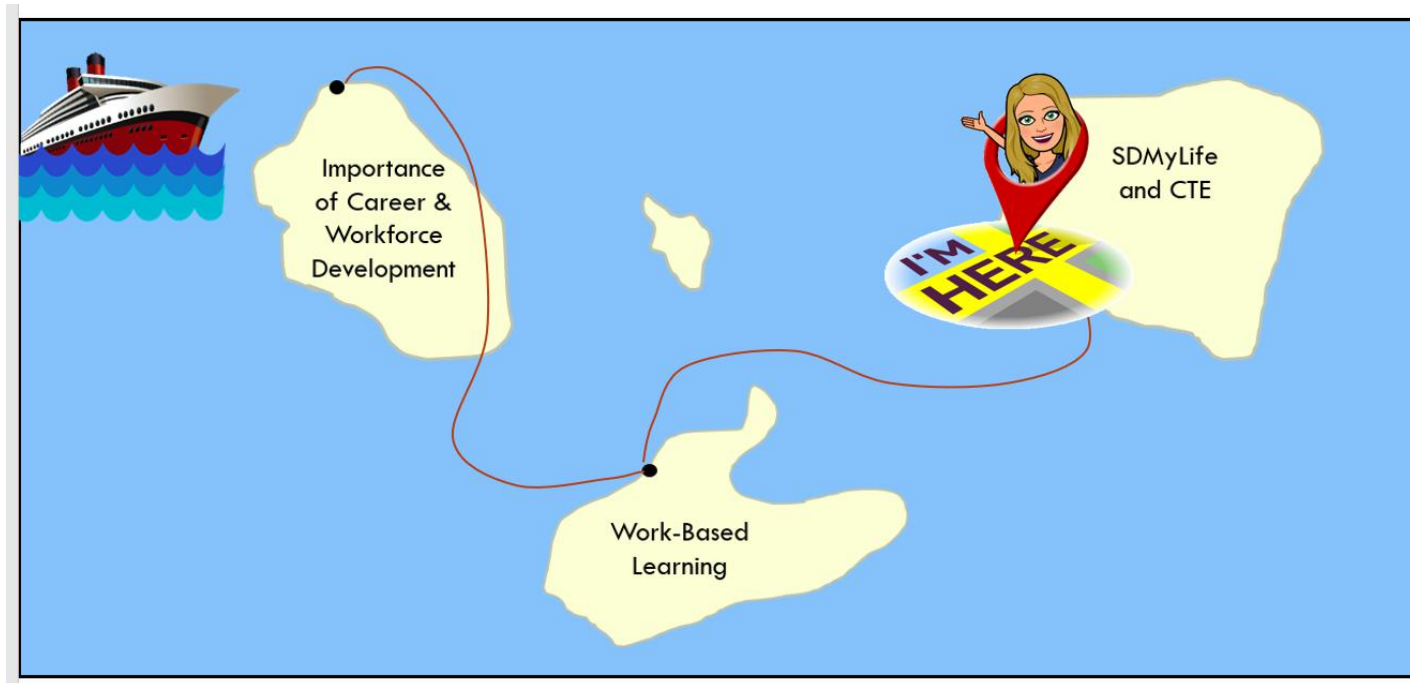 Importance
of Career &
Workforce
Development
SDMyLife
and CTE
I'M
HERE
Work-Based
Learning